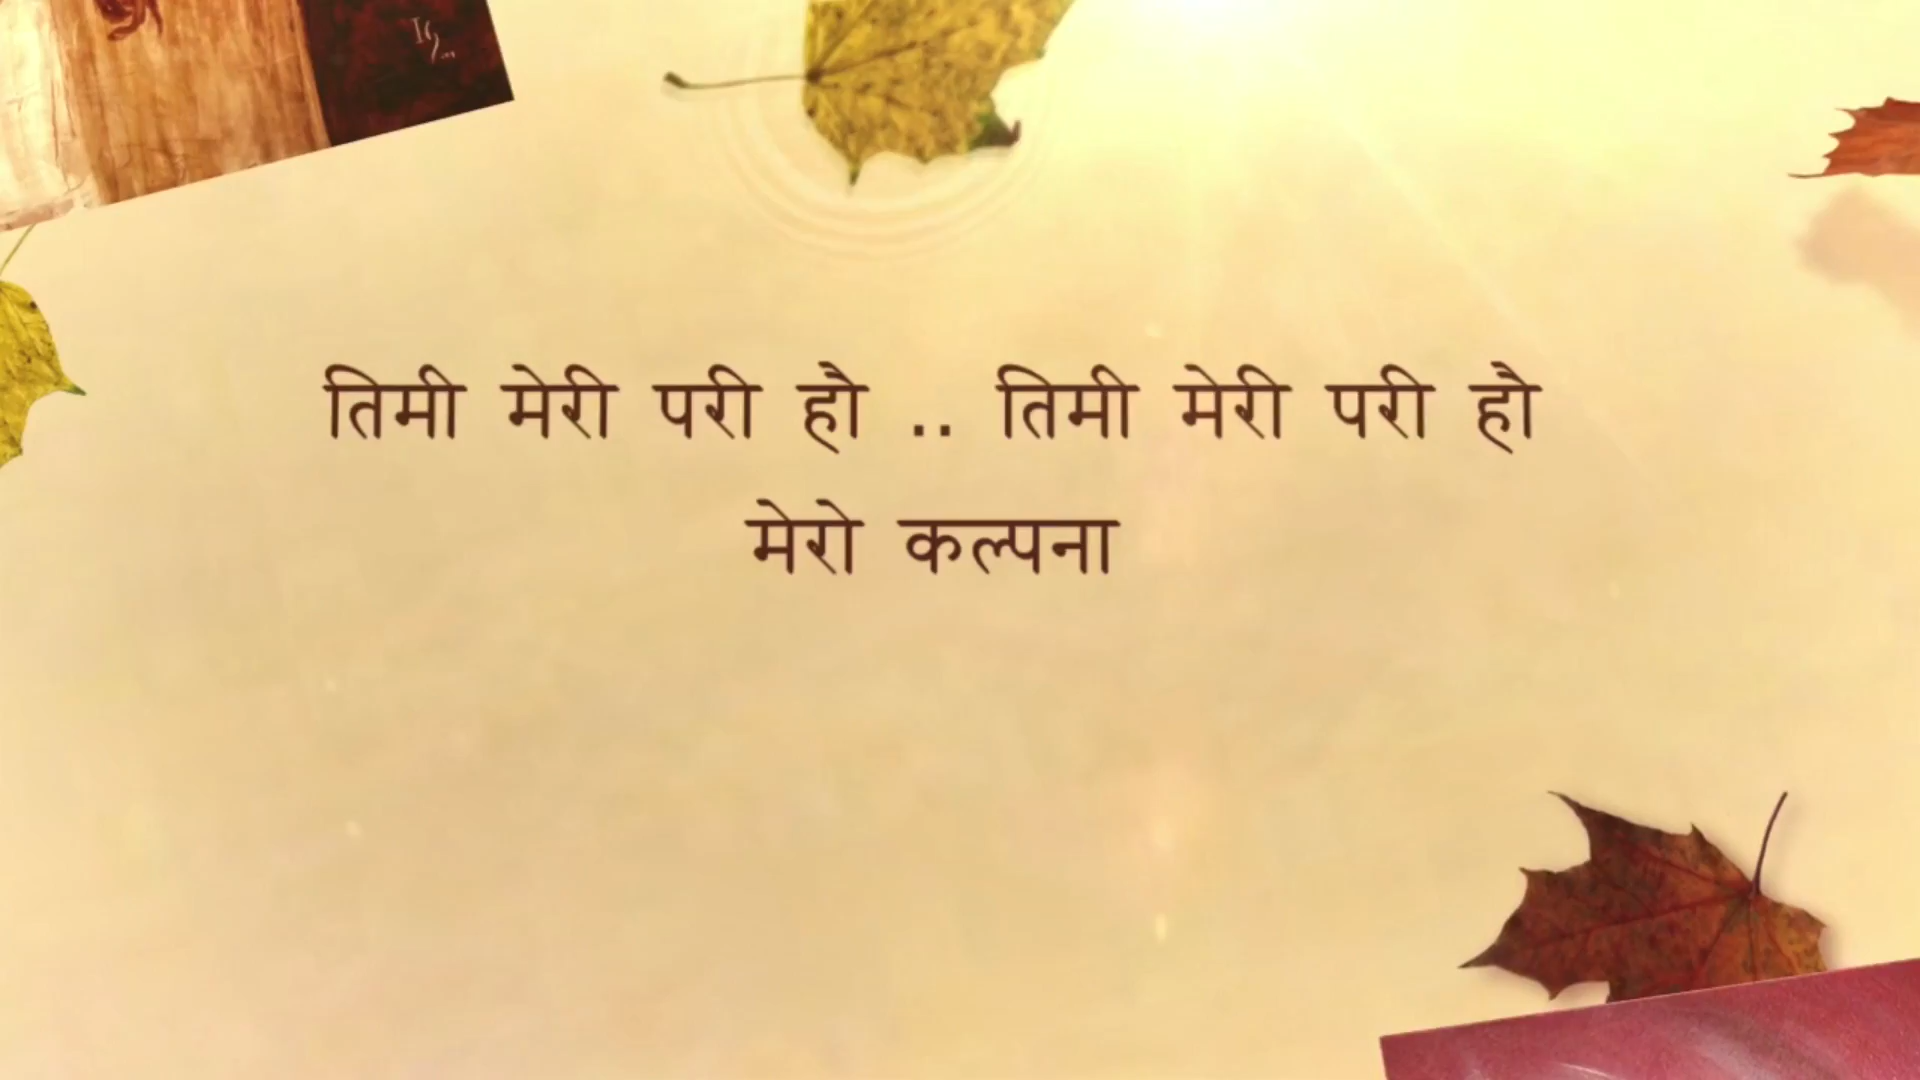 तिमी मेरी परी हौ .. तिमी मेरी परी हौ
मेरो कल्पना